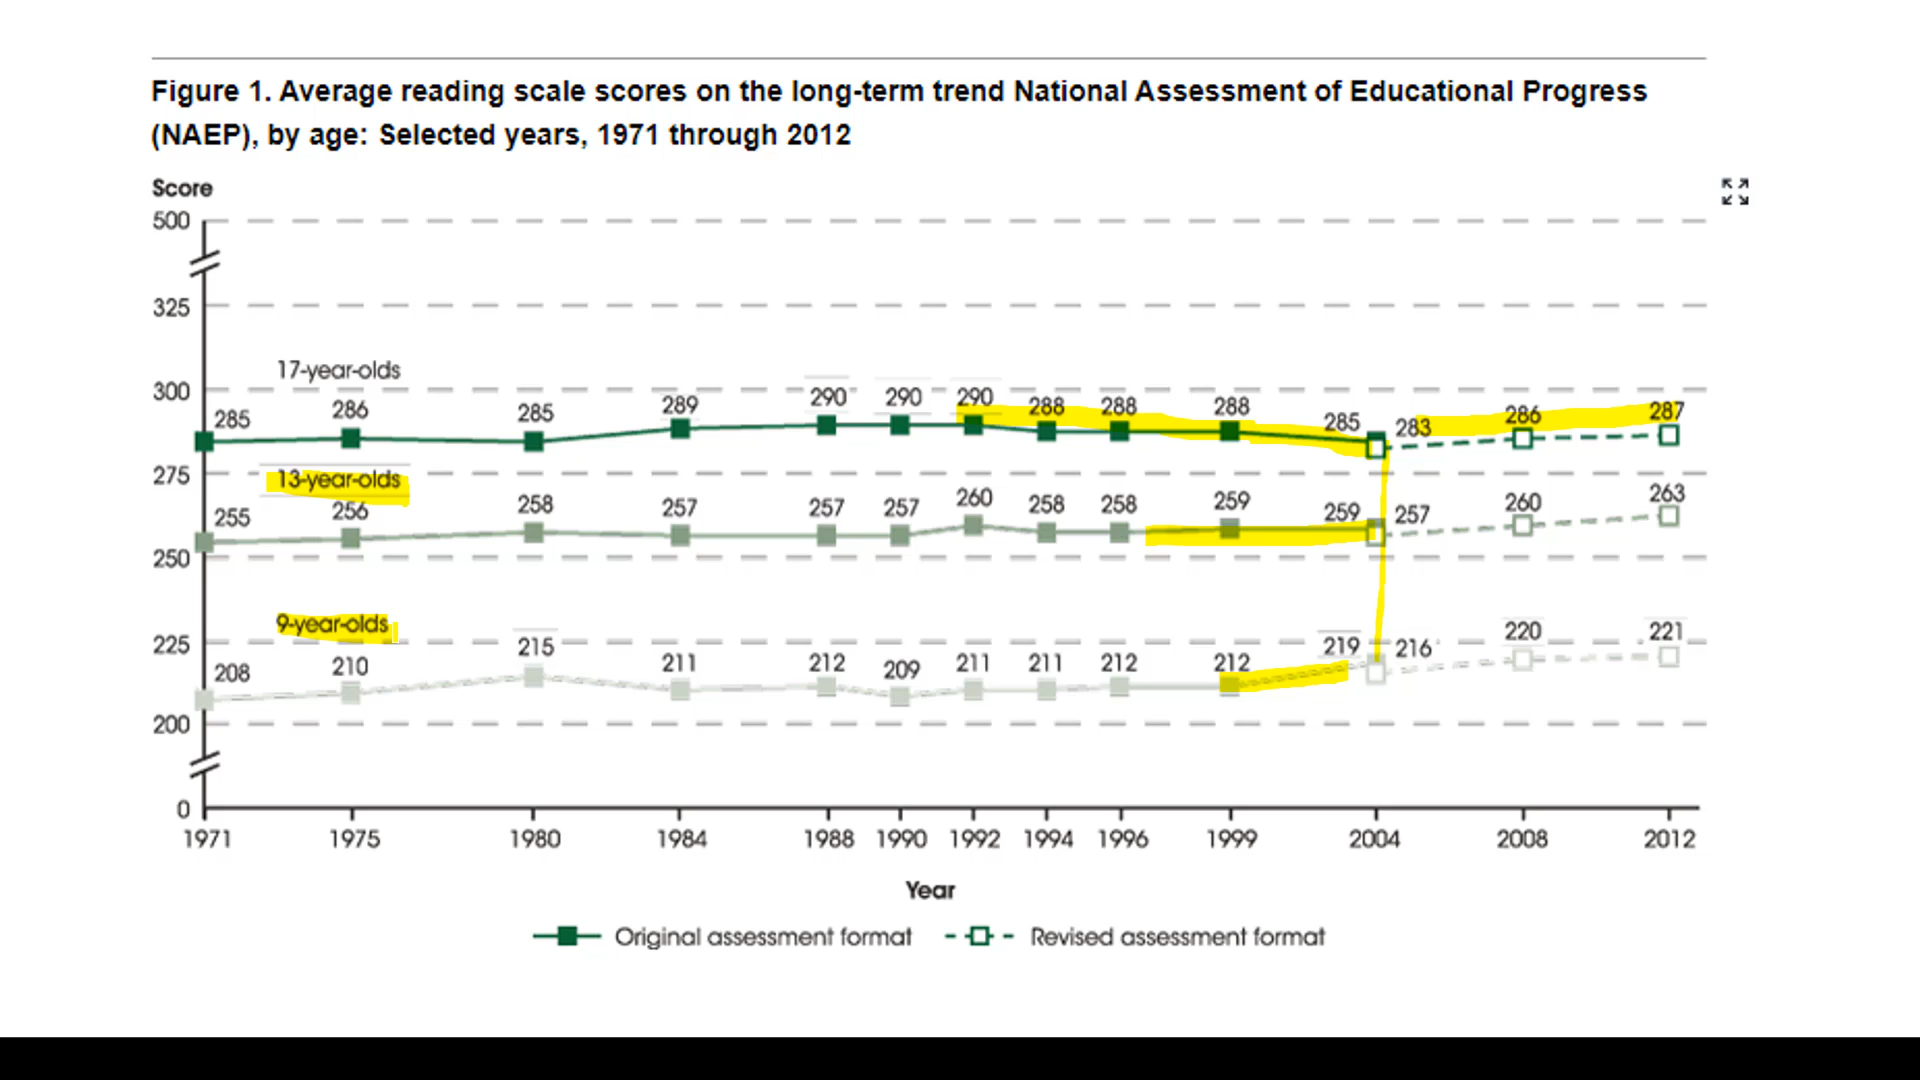 Figure 1. Average reading scale scores on the long-term trend National Assessment of Educational Progress
(NAEP), by age: Selected years, 1971 through 2012
Score
500
325
17-year-olds
300
285 286 285 289 290 290 290 288 288 288 285 283 286 287
275
13-year-olds
255 256 258 257 257 257 260 258 258 259 259 257 260 263
250
9-year-olds
225
208 210 215 211 212 209 211 211 212 212 219 216 220 221
200
0
1971 1975 1980 1984 1988 1990 1992 1994 1996 1999 2004 2008 2012
Year
Original assessment format Revised assessment format